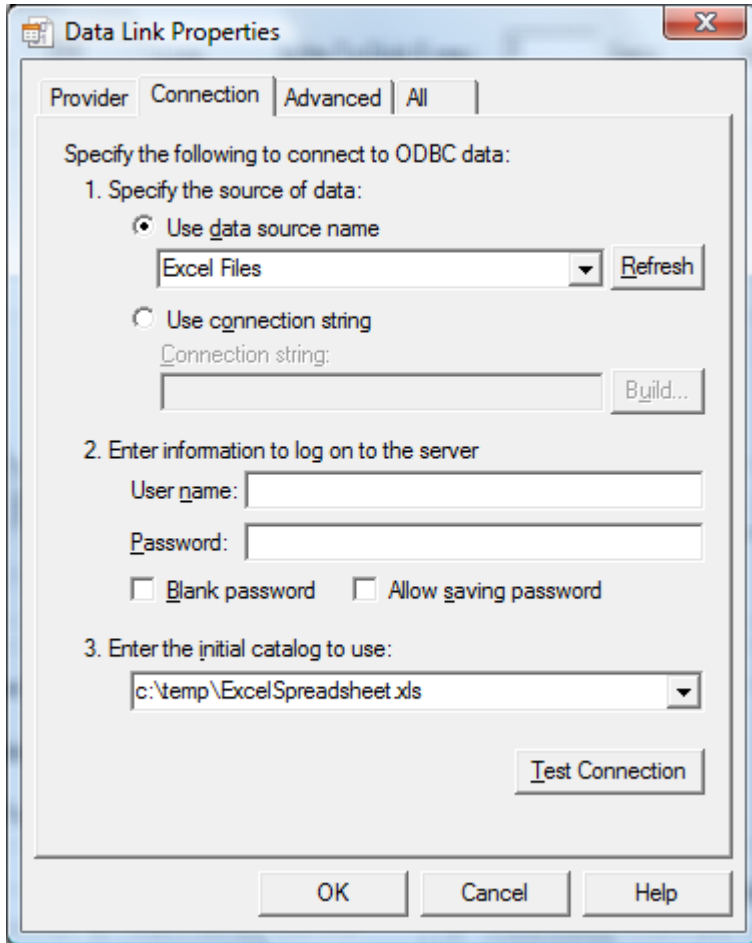 Data Link Properties
Provider Connection Advanced All
Specify the following to connect to ODBC data:
1. Specify the source of data:
Use data source name
Excel Files Refresh
Use connection string
Connection string:
Build...
2. Enter information to log on to the server
User name:
Password:
Blank password Allow saving password
3. Enter the initial catalog to use:
c:\temp\ExcelSpreadsheet.xls
Test Connection
OK Cancel Help